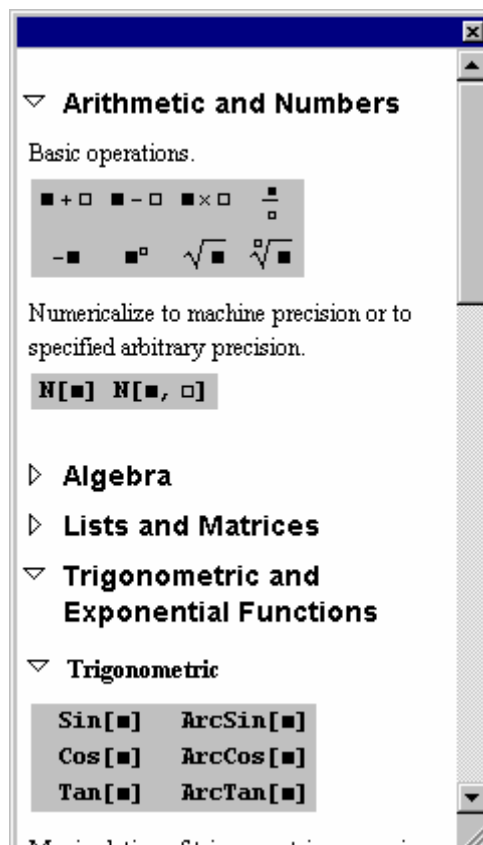 Arithmetic and Numbers
Basic operations.
■+□ ■-□ ■×□ ■/□
-■ ■^□ √■ □√■
Numericalize to machine precision or to
specified arbitrary precision.
N[■] N[■, □]
Algebra
Lists and Matrices
Trigonometric and
Exponential Functions
Trigonometric
Sin[■] ArcSin[■]
Cos[■] ArcCos[■]
Tan[■] ArcTan[■]